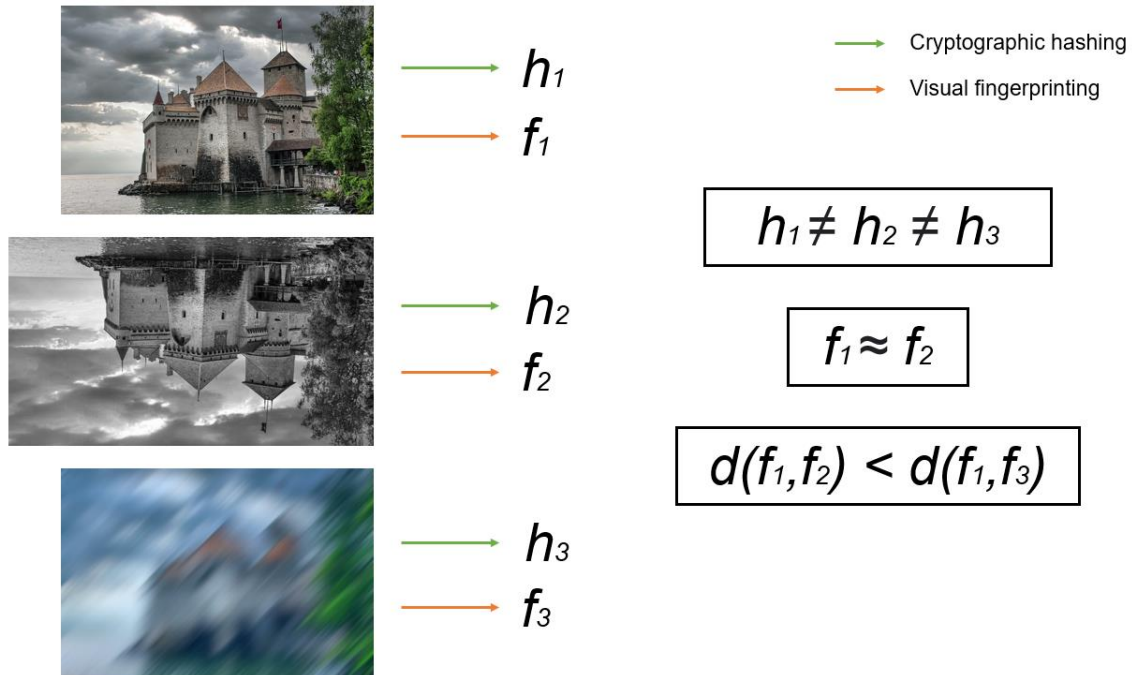 h₁
f₁
h₂
f₂
h₃
f₃
Cryptographic hashing
Visual fingerprinting
h₁ ≠ h₂ ≠ h₃
f₁ ≈ f₂
d(f₁,f₂) < d(f₁,f₃)